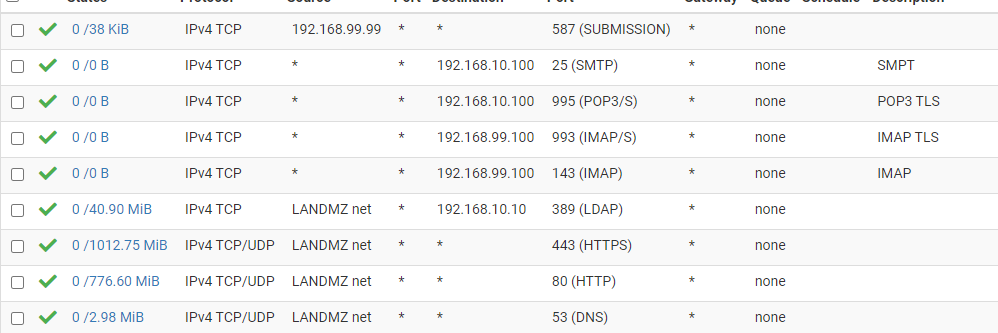 States Protocol Source Port Destination Port Gateway Queue Schedule Description
0 /38 KiB IPv4 TCP 192.168.99.99 * * 587 (SUBMISSION) * none
0 /0 B IPv4 TCP * * 192.168.10.100 25 (SMTP) * none SMPT
0 /0 B IPv4 TCP * * 192.168.10.100 995 (POP3/S) * none POP3 TLS
0 /0 B IPv4 TCP * * 192.168.99.100 993 (IMAP/S) * none IMAP TLS
0 /0 B IPv4 TCP * * 192.168.99.100 143 (IMAP) * none IMAP
0 /40.90 MiB IPv4 TCP LANDMZ net * 192.168.10.10 389 (LDAP) * none
0 /1012.75 MiB IPv4 TCP/UDP LANDMZ net * * 443 (HTTPS) * none
0 /776.60 MiB IPv4 TCP/UDP LANDMZ net * * 80 (HTTP) * none
0 /2.98 MiB IPv4 TCP/UDP LANDMZ net * * 53 (DNS) * none